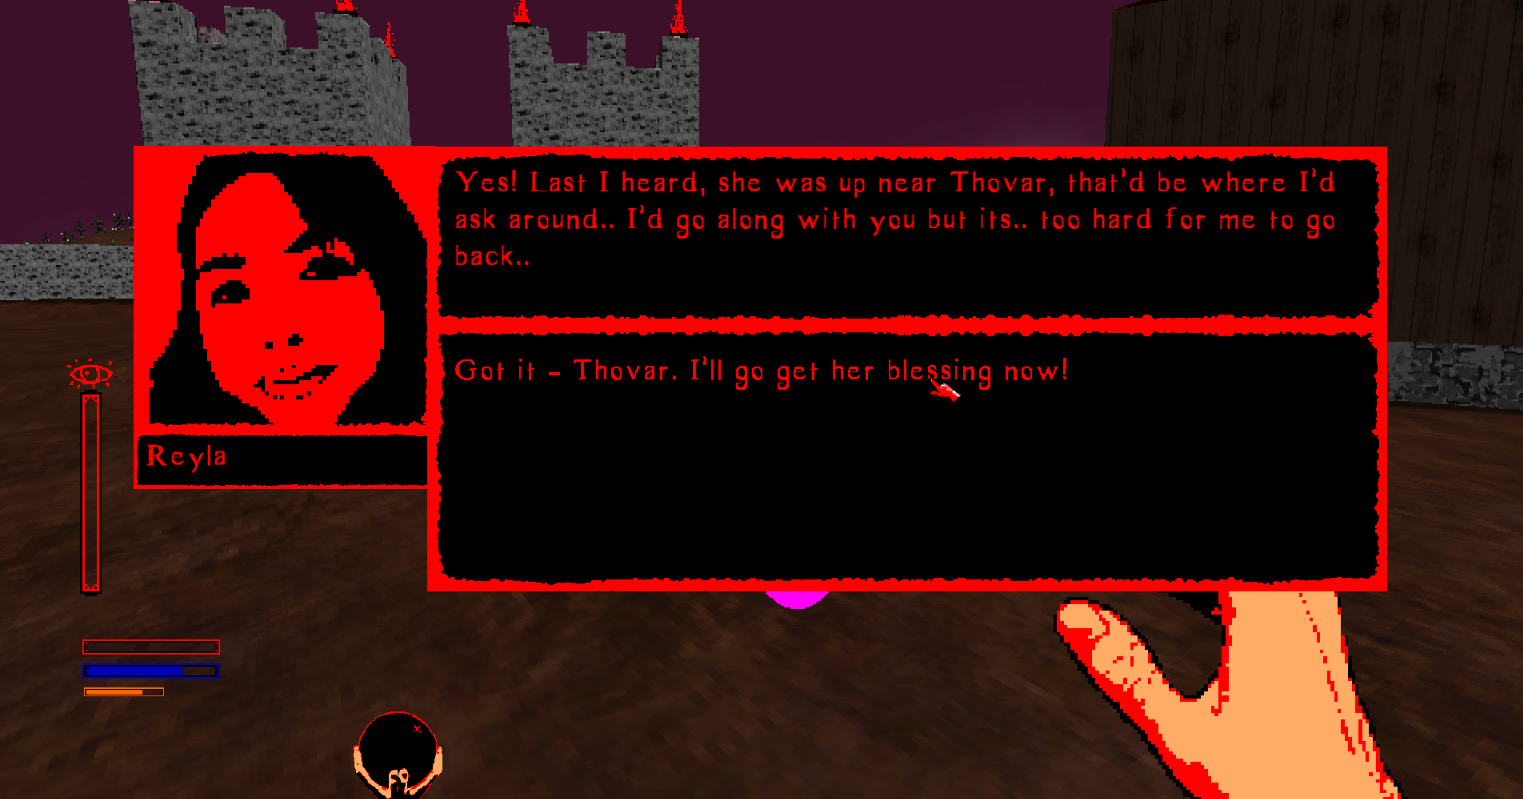 Yes! Last I heard, she was up near Thovar, that'd be where I'd
ask around.. I'd go along with you but its.. too hard for me to go
back..
Got it - Thovar. I'll go get her blessing now!
Reyla